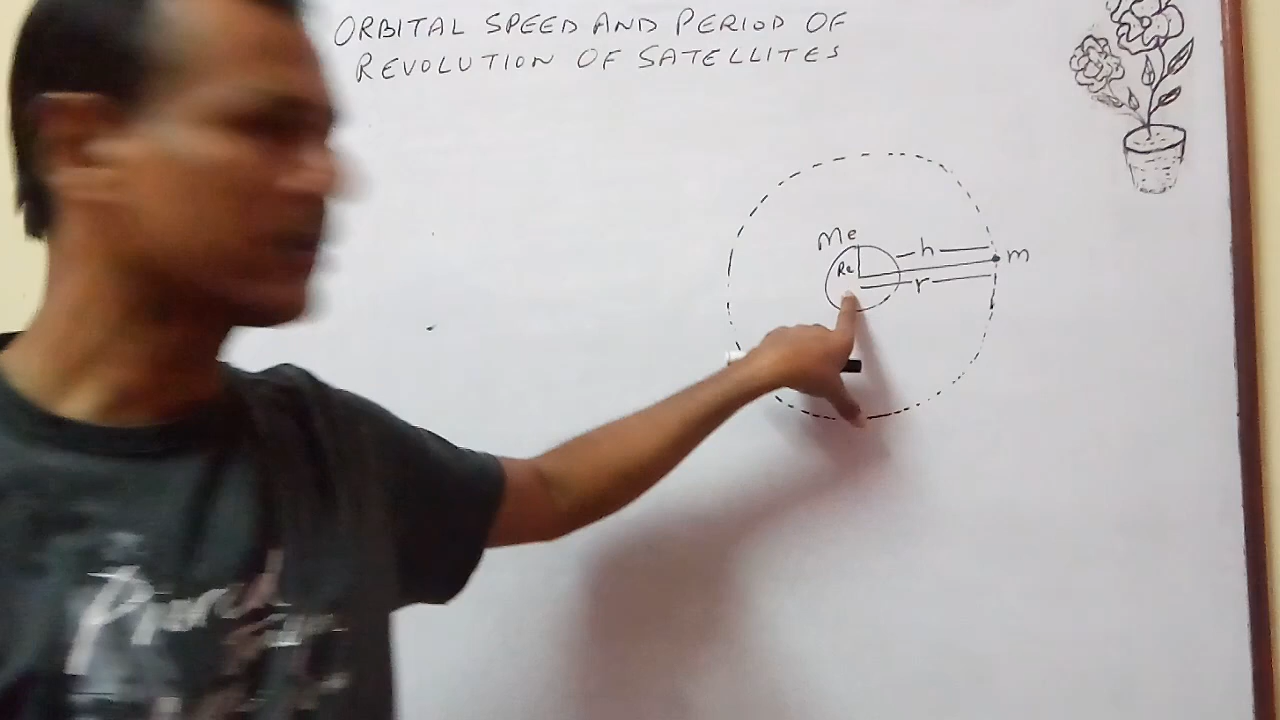 ORBITAL SPEED AND PERIOD OF
REVOLUTION OF SATELLITES
Me
h
m
Re
r